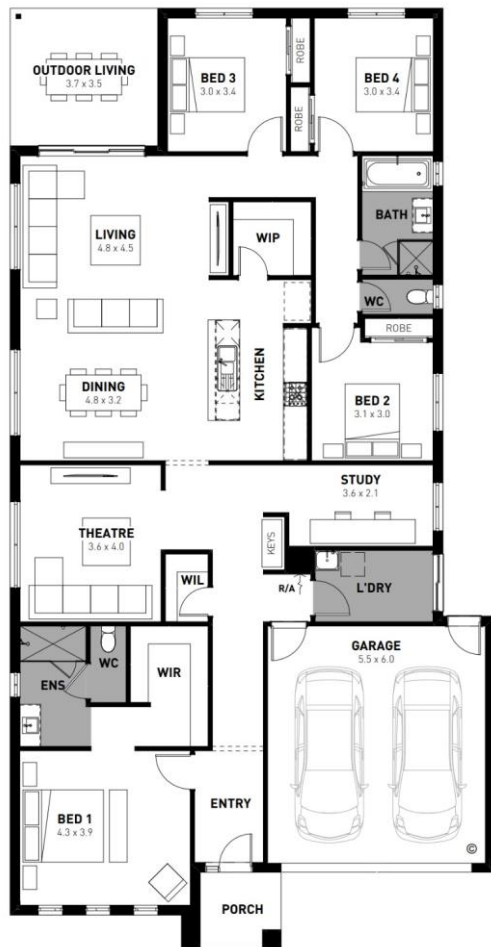 OUTDOOR LIVING
3.7 x 3.5
BED 3
3.0 x 3.4
ROBE
ROBE
BED 4
3.0 x 3.4
LIVING
4.8 x 4.5
WIP
BATH
WC
ROBE
DINING
4.8 x 3.2
KITCHEN
BED 2
3.1 x 3.0
STUDY
3.6 x 2.1
THEATRE
3.6 x 4.0
KEYS
WIL
R/A
L'DRY
WC
ENS
WIR
GARAGE
5.5 x 6.0
BED 1
4.3 x 3.9
ENTRY
©
PORCH